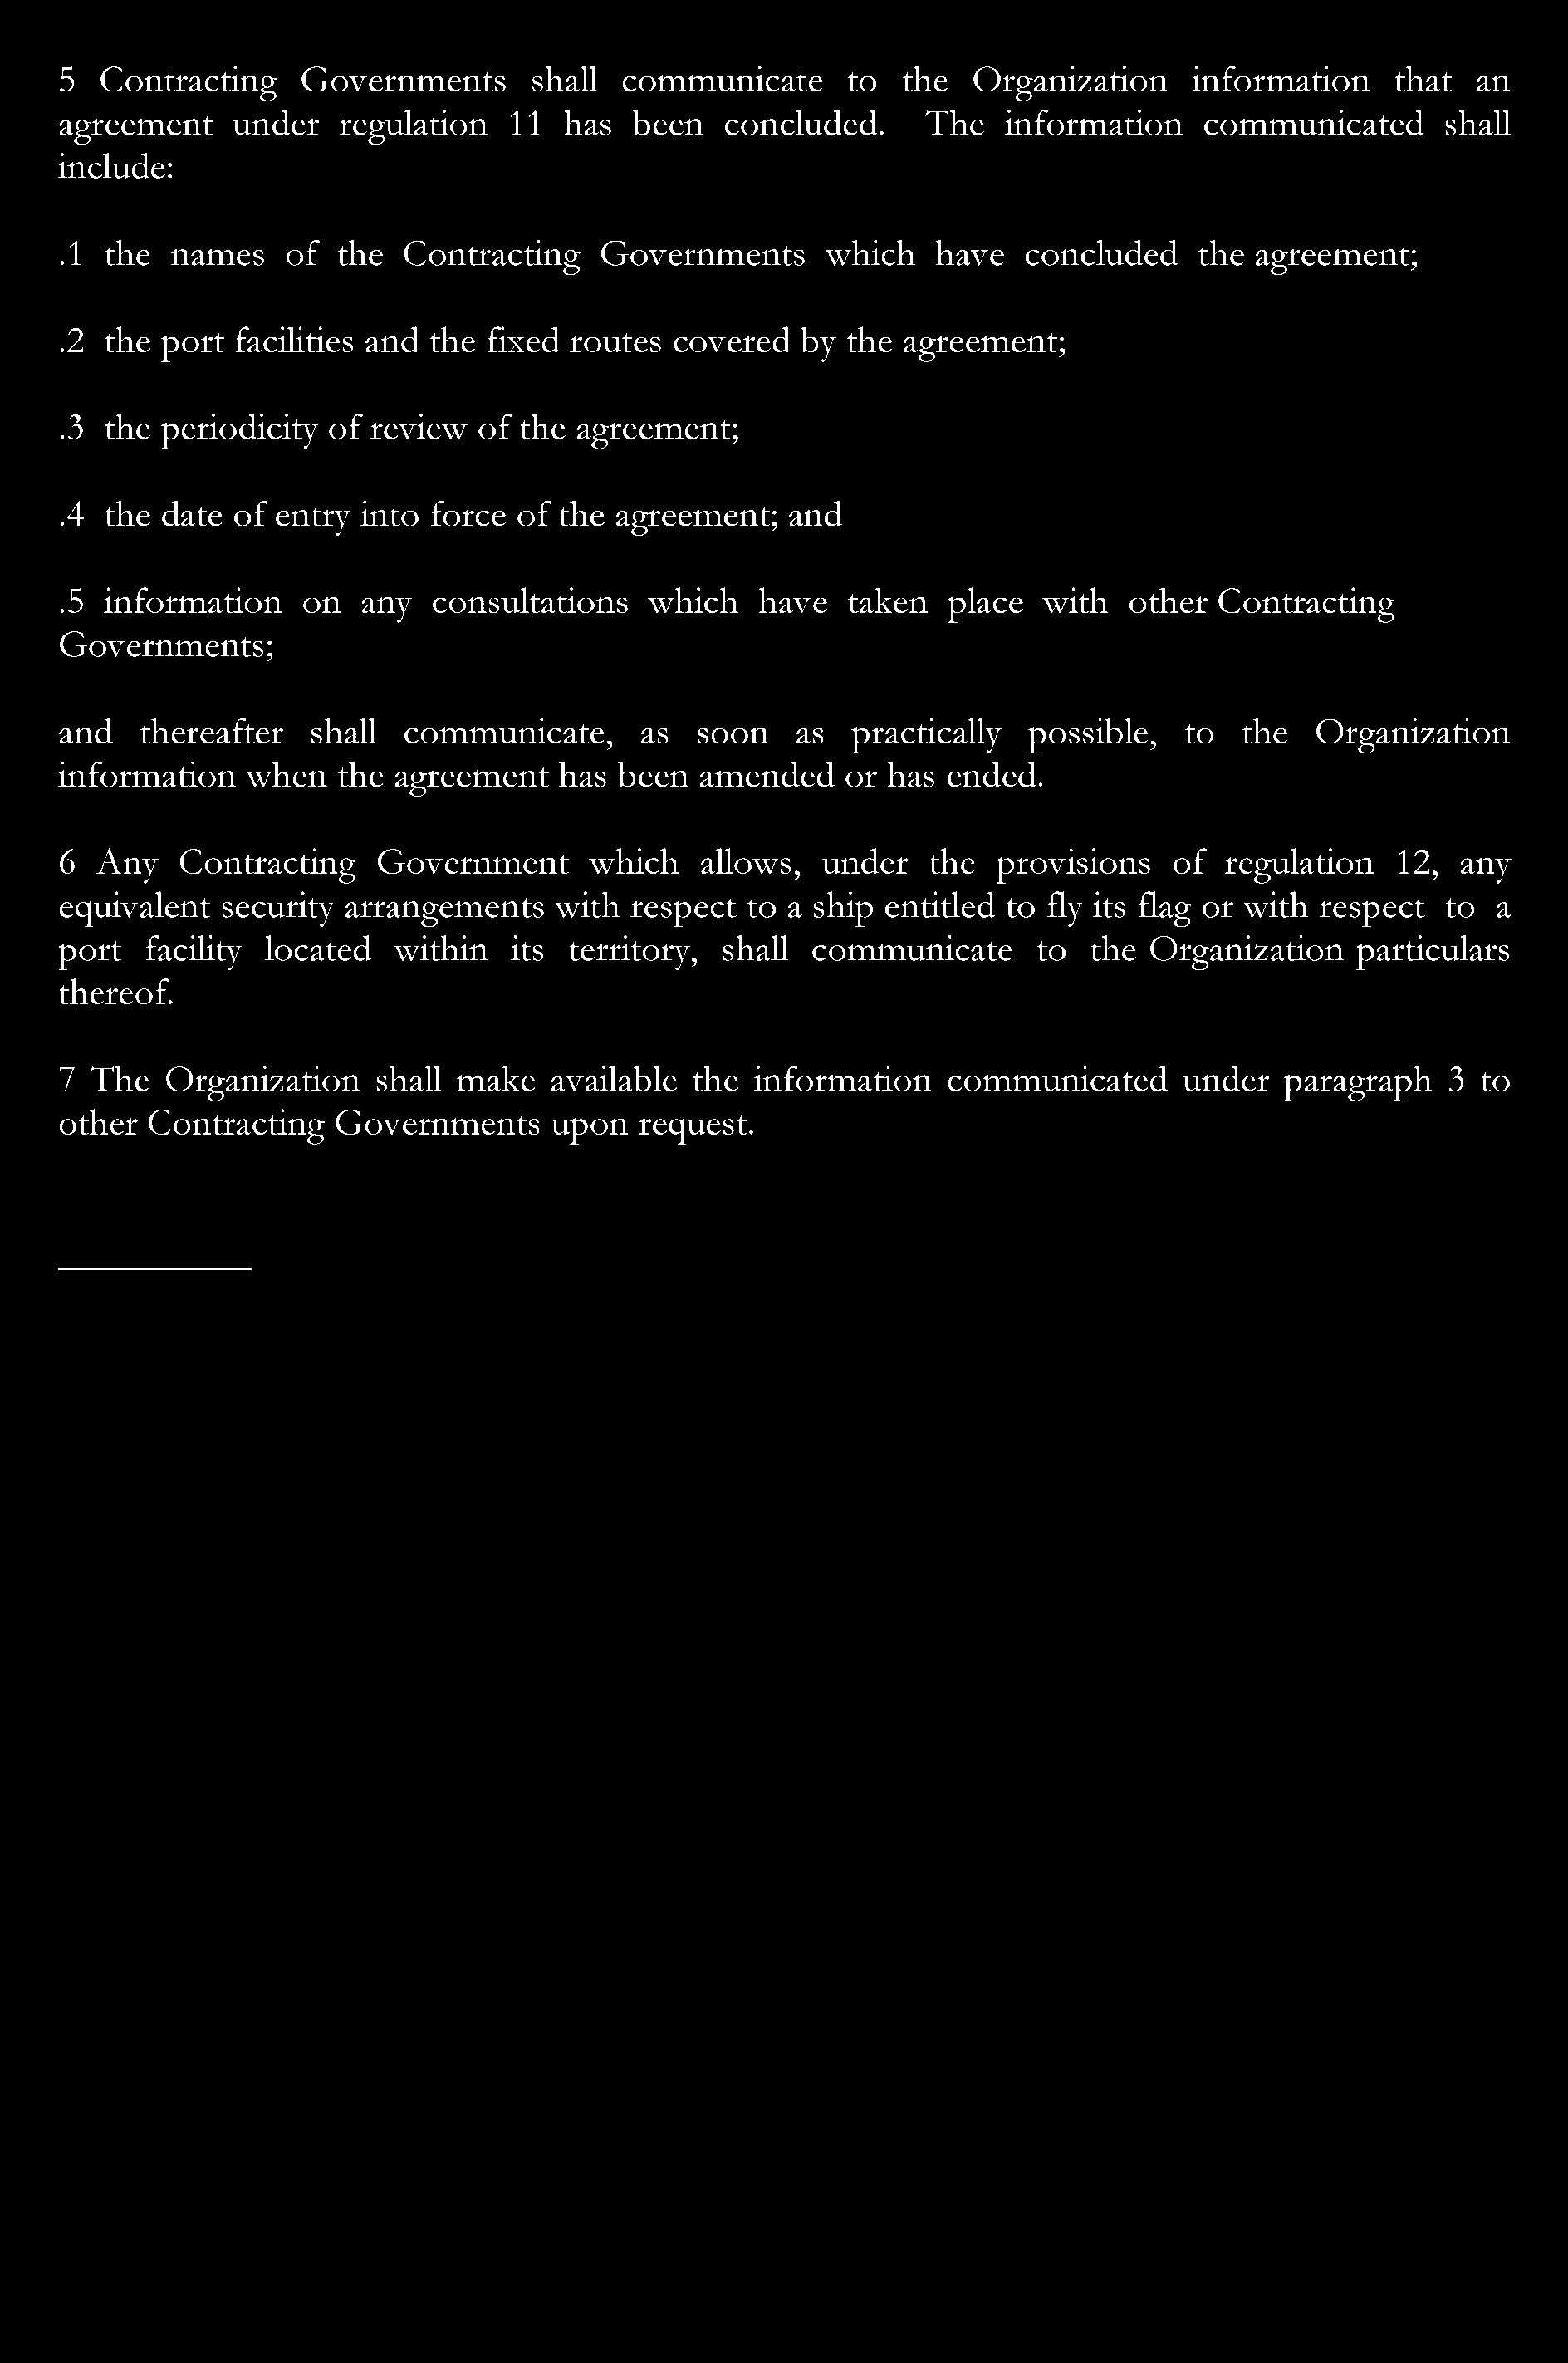 5 Contracting Governments shall communicate to the Organization information that an
agreement under regulation 11 has been concluded. The information communicated shall
include:
.1 the names of the Contracting Governments which have concluded the agreement;
.2 the port facilities and the fixed routes covered by the agreement;
.3 the periodicity of review of the agreement;
.4 the date of entry into force of the agreement; and
.5 information on any consultations which have taken place with other Contracting
Governments;
and thereafter shall communicate, as soon as practically possible, to the Organization
information when the agreement has been amended or has ended.
6 Any Contracting Government which allows, under the provisions of regulation 12, any
equivalent security arrangements with respect to a ship entitled to fly its flag or with respect to a
port facility located within its territory, shall communicate to the Organization particulars
thereof.
7 The Organization shall make available the information communicated under paragraph 3 to
other Contracting Governments upon request.